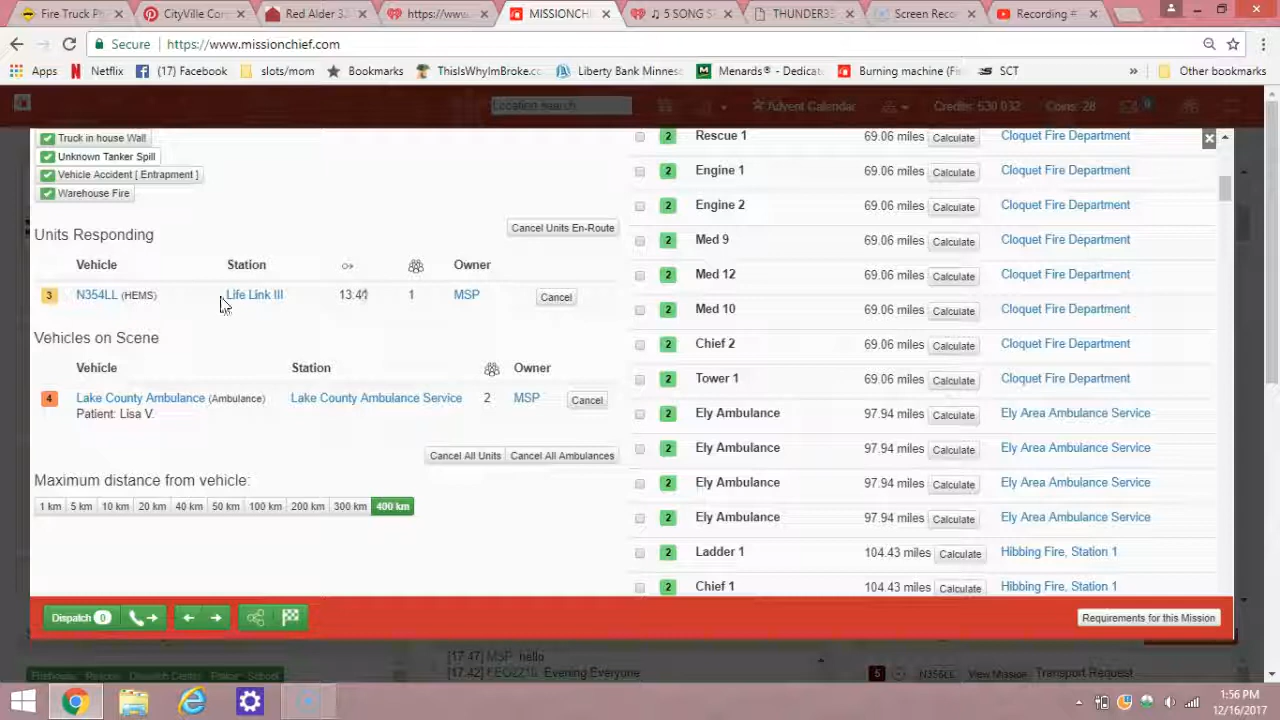 Fire Truck P
CityVille Con
Red Alder 3
https://www.
MISSIONCH
♫ 5 SONG S
THUNDER3
Screen Reco
Recording #
Secure
https://www.missionchief.com
Apps
Netflix
(17) Facebook
slots/mom
Bookmarks
ThisIsWhyImBroke.co
Liberty Bank Minnes
Menards® - Dedicat
Burning machine (Fi
SCT
»
Other bookmarks
Location search
Advent Calendar
Credits: 530 032
Coins: 28
0
Truck in house Wall
Unknown Tanker Spill
Vehicle Accident [ Entrapment ]
Warehouse Fire
Units Responding
Cancel Units En-Route
Vehicle Station Owner
3 N354LL (HEMS) Life Link III 1 MSP Cancel
Vehicles on Scene
Vehicle Station Owner
4 Lake County Ambulance (Ambulance) Lake County Ambulance Service 2 MSP Cancel
Patient: Lisa V.
Cancel All Units Cancel All Ambulances
Maximum distance from vehicle:
1 km 5 km 10 km 20 km 40 km 50 km 100 km 200 km 300 km 400 km
2 Rescue 1 69.06 miles Calculate Cloquet Fire Department
2 Engine 1 69.06 miles Calculate Cloquet Fire Department
2 Engine 2 69.06 miles Calculate Cloquet Fire Department
2 Med 9 69.06 miles Calculate Cloquet Fire Department
2 Med 12 69.06 miles Calculate Cloquet Fire Department
2 Med 10 69.06 miles Calculate Cloquet Fire Department
2 Chief 2 69.06 miles Calculate Cloquet Fire Department
2 Tower 1 69.06 miles Calculate Cloquet Fire Department
2 Ely Ambulance 97.94 miles Calculate Ely Area Ambulance Service
2 Ely Ambulance 97.94 miles Calculate Ely Area Ambulance Service
2 Ely Ambulance 97.94 miles Calculate Ely Area Ambulance Service
2 Ely Ambulance 97.94 miles Calculate Ely Area Ambulance Service
2 Ladder 1 104.43 miles Calculate Hibbing Fire, Station 1
2 Chief 1 104.43 miles Calculate Hibbing Fire, Station 1
Dispatch 0
Requirements for this Mission
[17:47] MSP: hello
[17:42] Evening Everyone
Firehouse Rescue Dispatch Center Police School
5 N356LL View Mission Transport Request
1:56 PM
12/16/2017